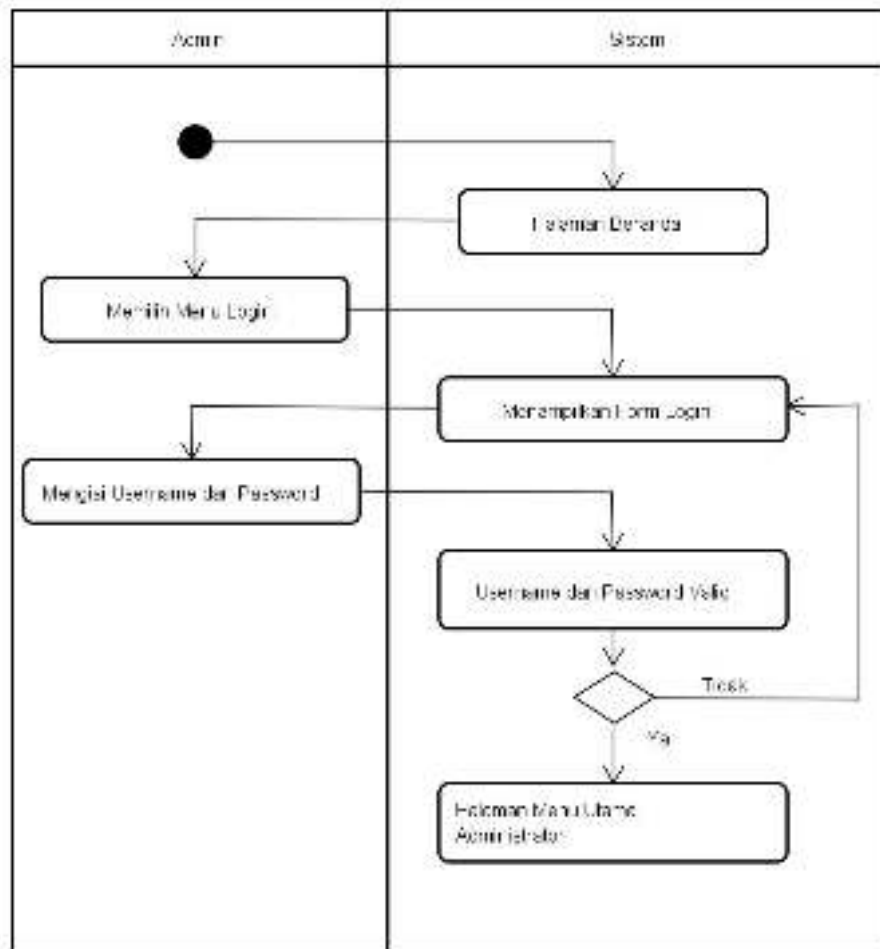 Admin
Sistem
Halaman Beranda
Memilih Menu Login
Menampilkan Form Login
Mengisi Username dan Password
Username dan Password Valid
Tidak
Ya
Halaman Menu Utama
Administrator